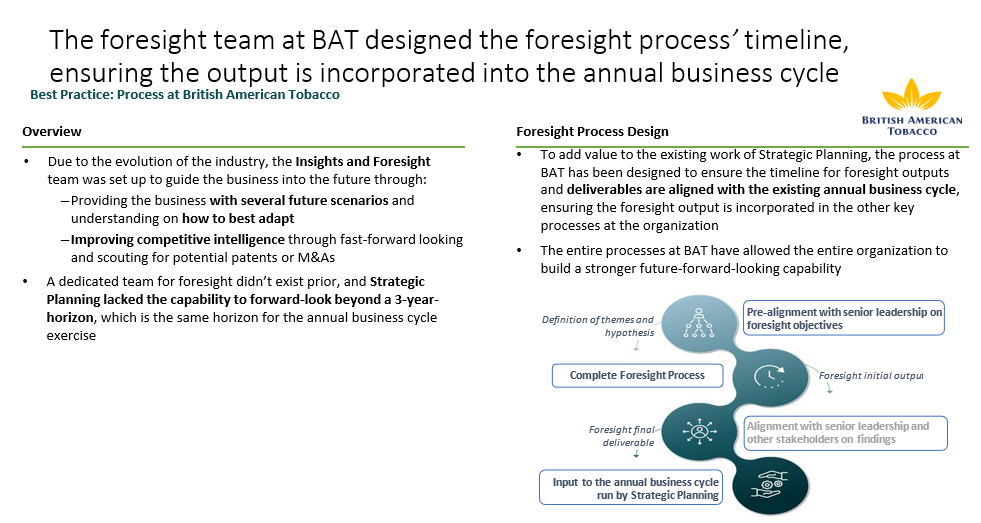 The foresight team at BAT designed the foresight process’ timeline,
ensuring the output is incorporated into the annual business cycle
Best Practice: Process at British American Tobacco
BRITISH AMERICAN
TOBACCO
Overview
• Due to the evolution of the industry, the Insights and Foresight
team was set up to guide the business into the future through:
–Providing the business with several future scenarios and
understanding on how to best adapt
–Improving competitive intelligence through fast-forward looking
and scouting for potential patents or M&As
• A dedicated team for foresight didn’t exist prior, and Strategic
Planning lacked the capability to forward-look beyond a 3-year-
horizon, which is the same horizon for the annual business cycle
exercise
Foresight Process Design
• To add value to the existing work of Strategic Planning, the process at
BAT has been designed to ensure the timeline for foresight outputs
and deliverables are aligned with the existing annual business cycle,
ensuring the foresight output is incorporated in the other key
processes at the organization
• The entire processes at BAT have allowed the entire organization to
build a stronger future-forward-looking capability
Definition of themes and
hypothesis
Pre-alignment with senior leadership on
foresight objectives
Complete Foresight Process
Foresight initial output
Foresight final
deliverable
Alignment with senior leadership and
other stakeholders on findings
Input to the annual business cycle
run by Strategic Planning